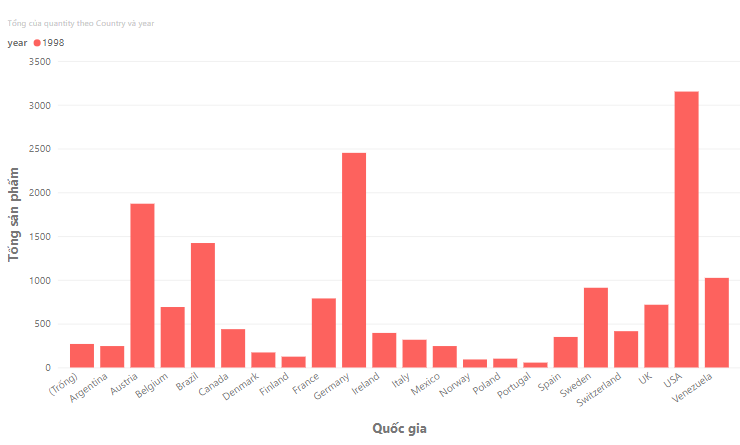 Tổng của quantity theo Country và year
year 1998
3500
3000
2500
2000
1500
1000
500
0
Tổng sản phẩm
(Trống)
Argentina
Austria
Belgium
Brazil
Canada
Denmark
Finland
France
Germany
Ireland
Italy
Mexico
Norway
Poland
Portugal
Spain
Sweden
Switzerland
UK
USA
Venezuela
Quốc gia